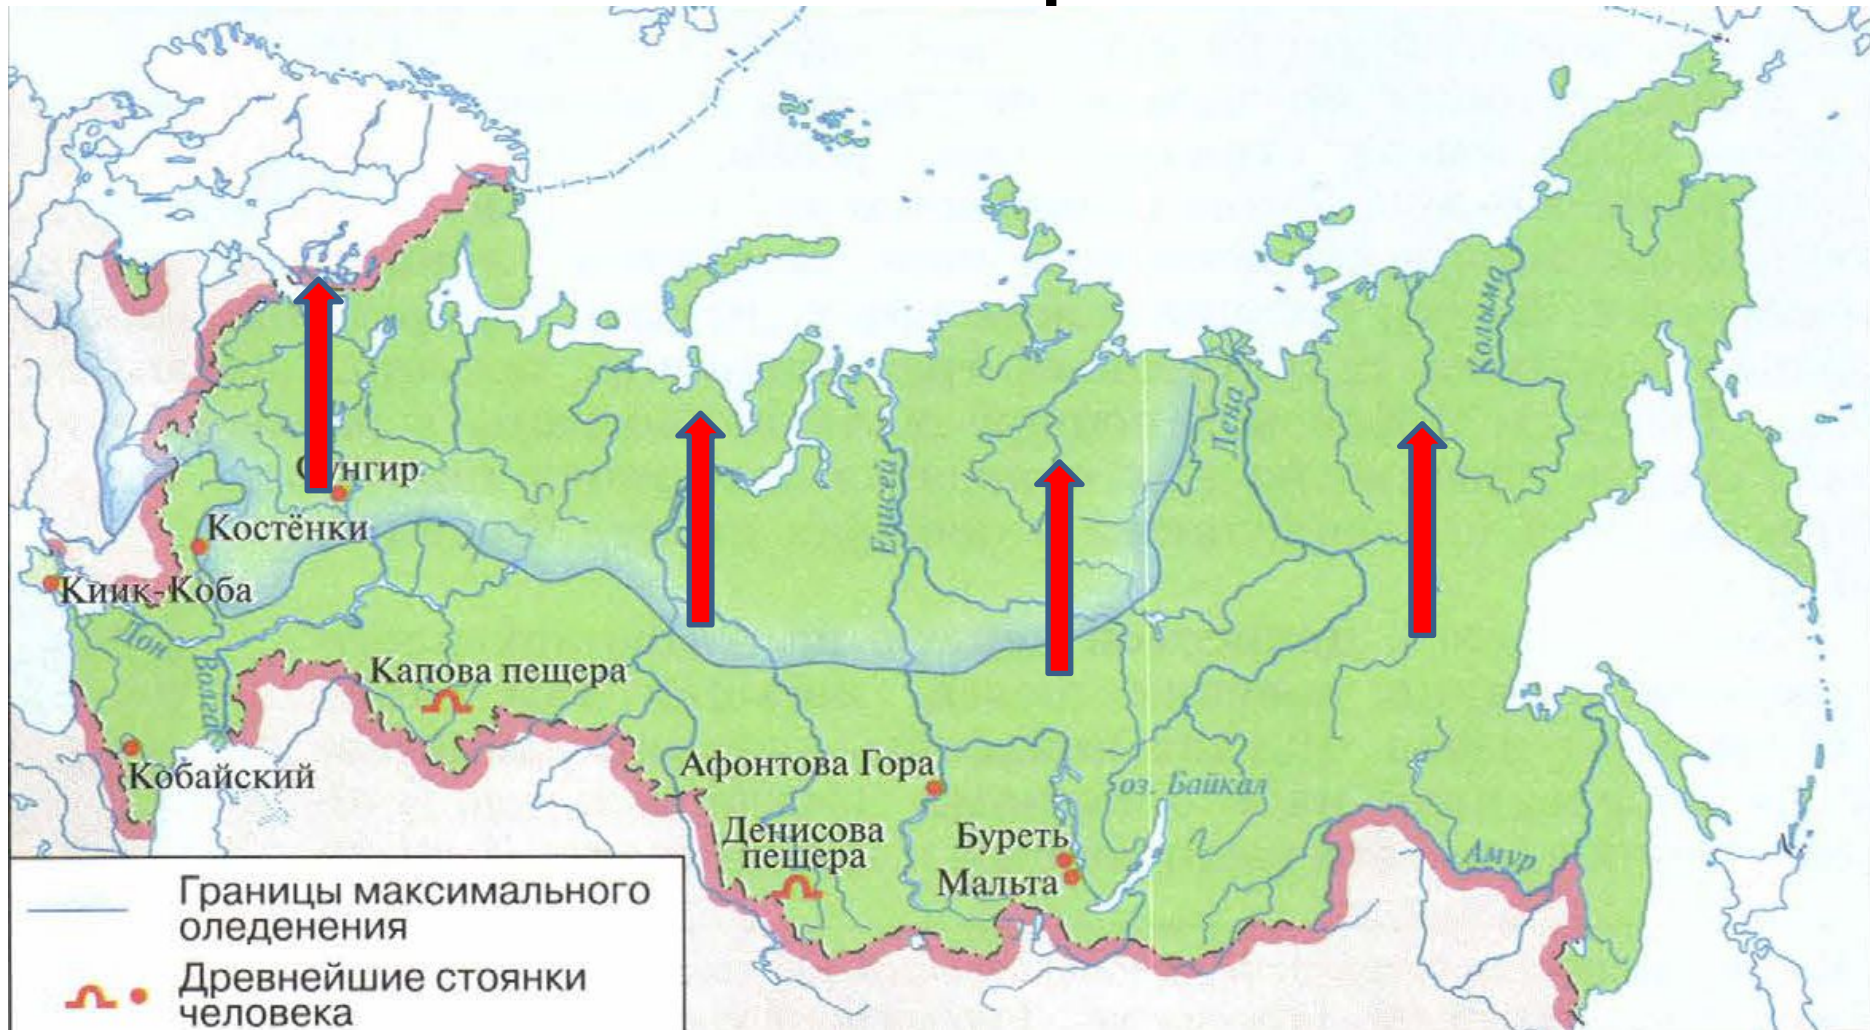 Колыма
Лена
Енисей
Сунгир
Костёнки
Киик-Коба
Дон
Волга
Капова пещера
Кобайский
Афонтова Гора
оз. Байкал
Денисова
пещера
Буреть
Мальта
Амур
Границы максимального
оледенения
Древнейшие стоянки
человека